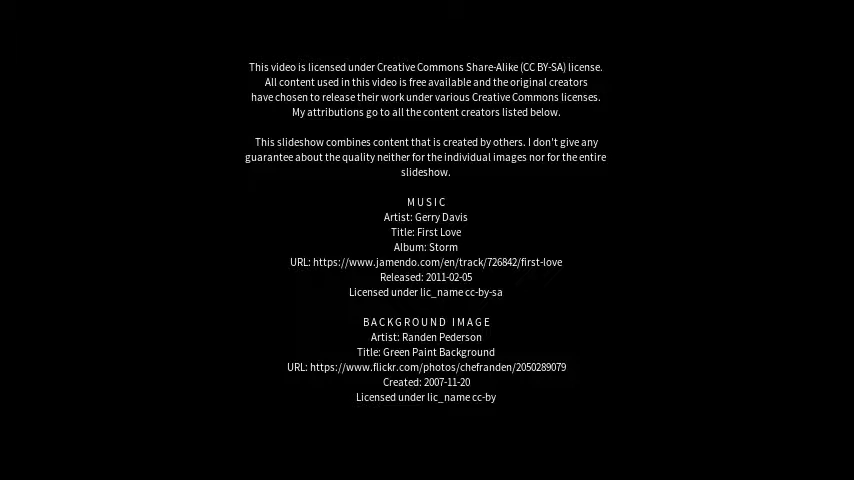 This video is licensed under Creative Commons Share-Alike (CC BY-SA) license.
All content used in this video is free available and the original creators
have chosen to release their work under various Creative Commons licenses.
My attributions go to all the content creators listed below.
This slideshow combines content that is created by others. I don't give any
guarantee about the quality neither for the individual images nor for the entire
slideshow.
MUSIC
Artist: Gerry Davis
Title: First Love
Album: Storm
URL: https://www.jamendo.com/en/track/726842/first-love
Released: 2011-02-05
Licensed under lic_name cc-by-sa
BACKGROUND IMAGE
Artist: Randen Pederson
Title: Green Paint Background
URL: https://www.flickr.com/photos/chefranden/2050289079
Created: 2007-11-20
Licensed under lic_name cc-by